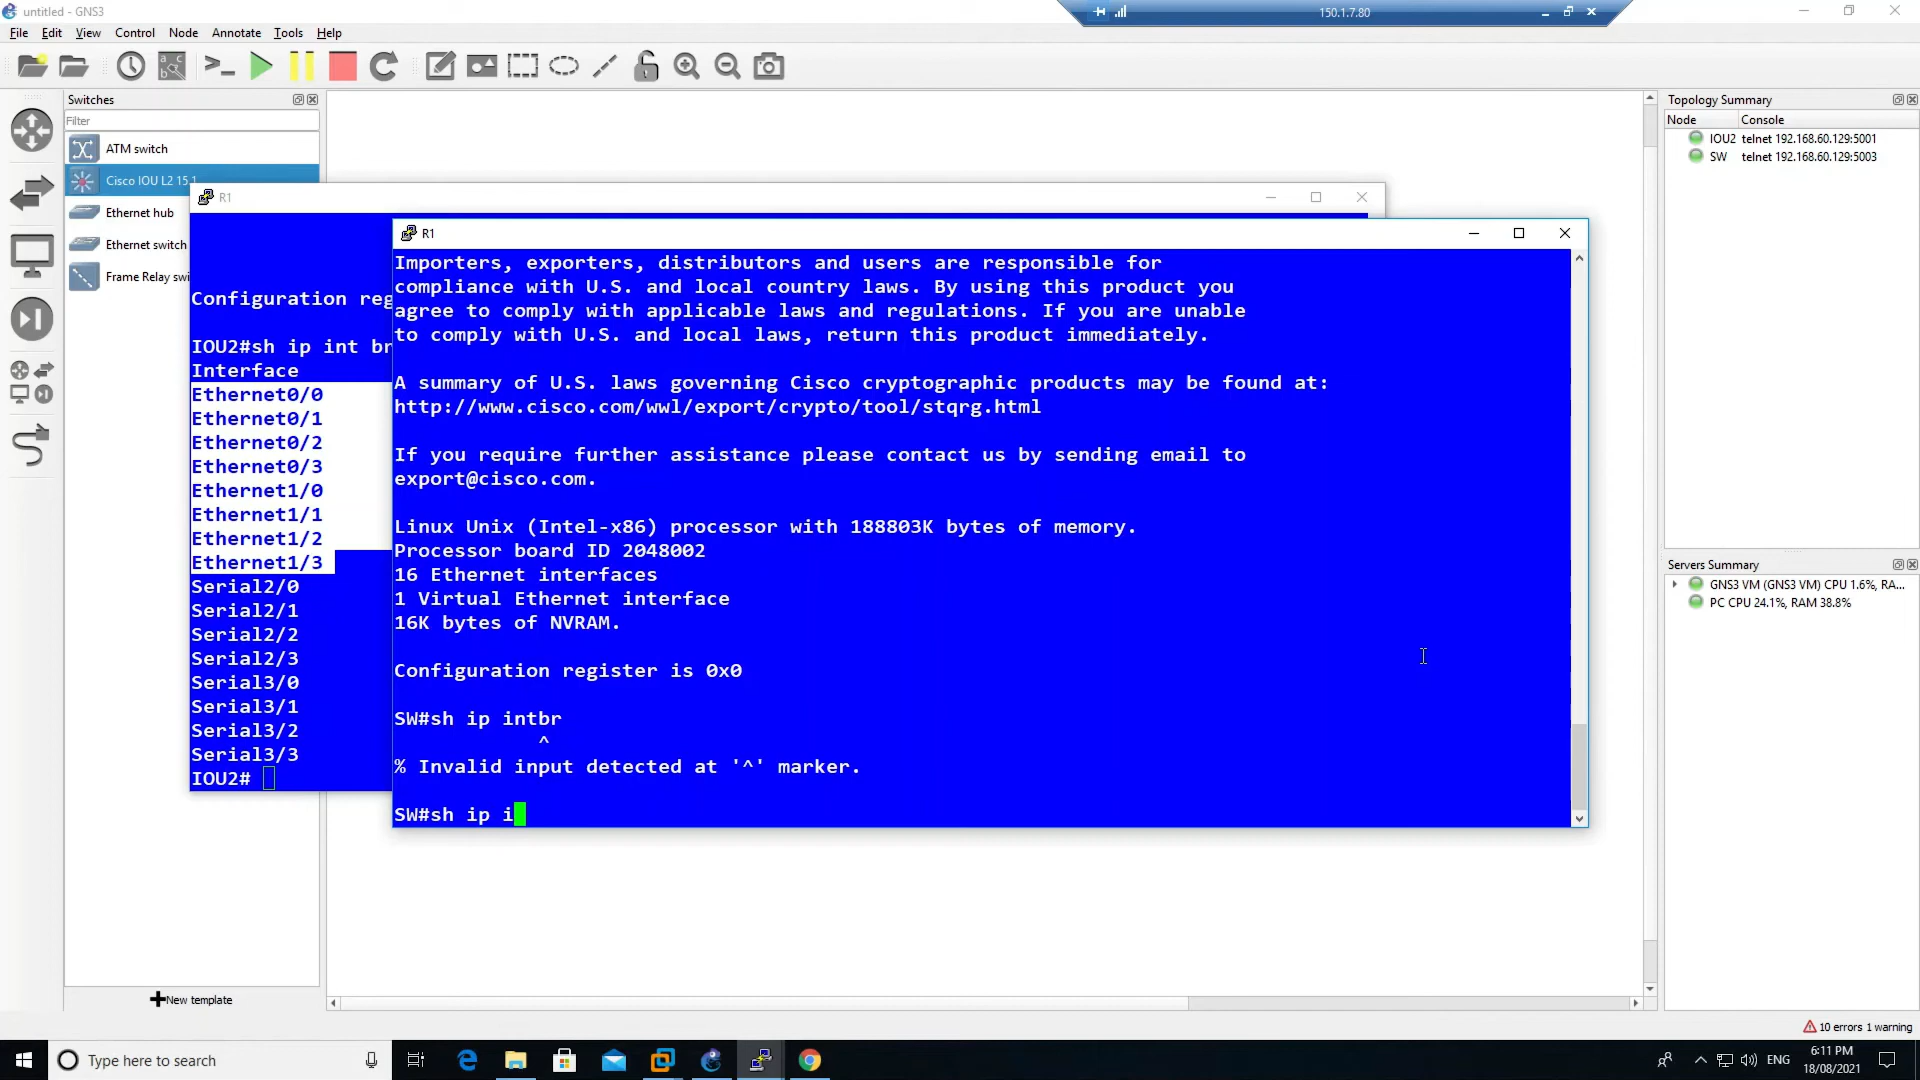 untitled - GNS3
150.1.7.80
File Edit View Control Node Annotate Tools Help
Switches
Filter
ATM switch
Cisco IOU L2 15.1
Ethernet hub
Ethernet switch
Frame Relay swi
New template
R1
Configuration reg
IOU2#sh ip int br
Interface
Ethernet0/0
Ethernet0/1
Ethernet0/2
Ethernet0/3
Ethernet1/0
Ethernet1/1
Ethernet1/2
Ethernet1/3
Serial2/0
Serial2/1
Serial2/2
Serial2/3
Serial3/0
Serial3/1
Serial3/2
Serial3/3
IOU2#
R1
Importers, exporters, distributors and users are responsible for
compliance with U.S. and local country laws. By using this product you
agree to comply with applicable laws and regulations. If you are unable
to comply with U.S. and local laws, return this product immediately.
A summary of U.S. laws governing Cisco cryptographic products may be found at:
http://www.cisco.com/wwl/export/crypto/tool/stqrg.html
If you require further assistance please contact us by sending email to
export@cisco.com.
Linux Unix (Intel-x86) processor with 188803K bytes of memory.
Processor board ID 2048002
16 Ethernet interfaces
1 Virtual Ethernet interface
16K bytes of NVRAM.
Configuration register is 0x0
SW#sh ip intbr
^
% Invalid input detected at '^' marker.
SW#sh ip i
Topology Summary
Node Console
IOU2 telnet 192.168.60.129:5001
SW telnet 192.168.60.129:5003
Servers Summary
GNS3 VM (GNS3 VM) CPU 1.6%, RA...
PC CPU 24.1%, RAM 38.8%
10 errors 1 warning
Type here to search
ENG
6:11 PM
18/08/2021